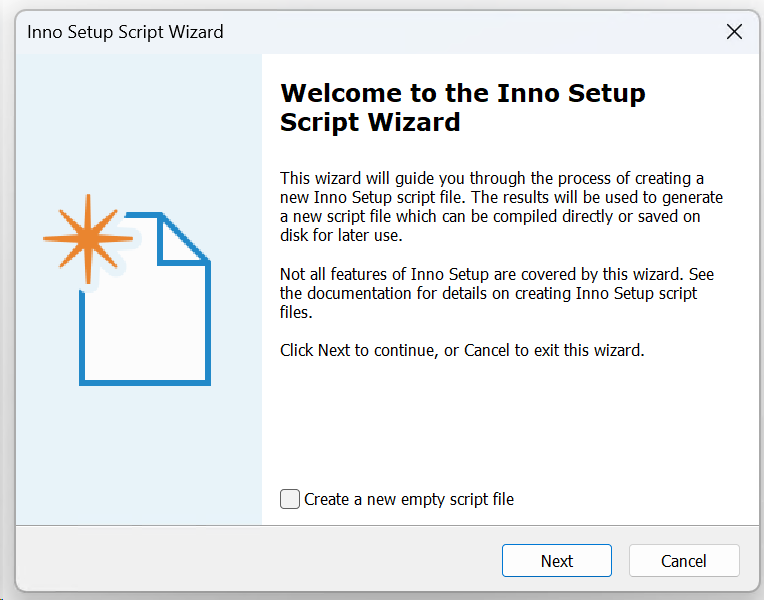 Inno Setup Script Wizard
Welcome to the Inno Setup
Script Wizard
This wizard will guide you through the process of creating a
new Inno Setup script file. The results will be used to generate
a new script file which can be compiled directly or saved on
disk for later use.
Not all features of Inno Setup are covered by this wizard. See
the documentation for details on creating Inno Setup script
files.
Click Next to continue, or Cancel to exit this wizard.
Create a new empty script file
Next
Cancel